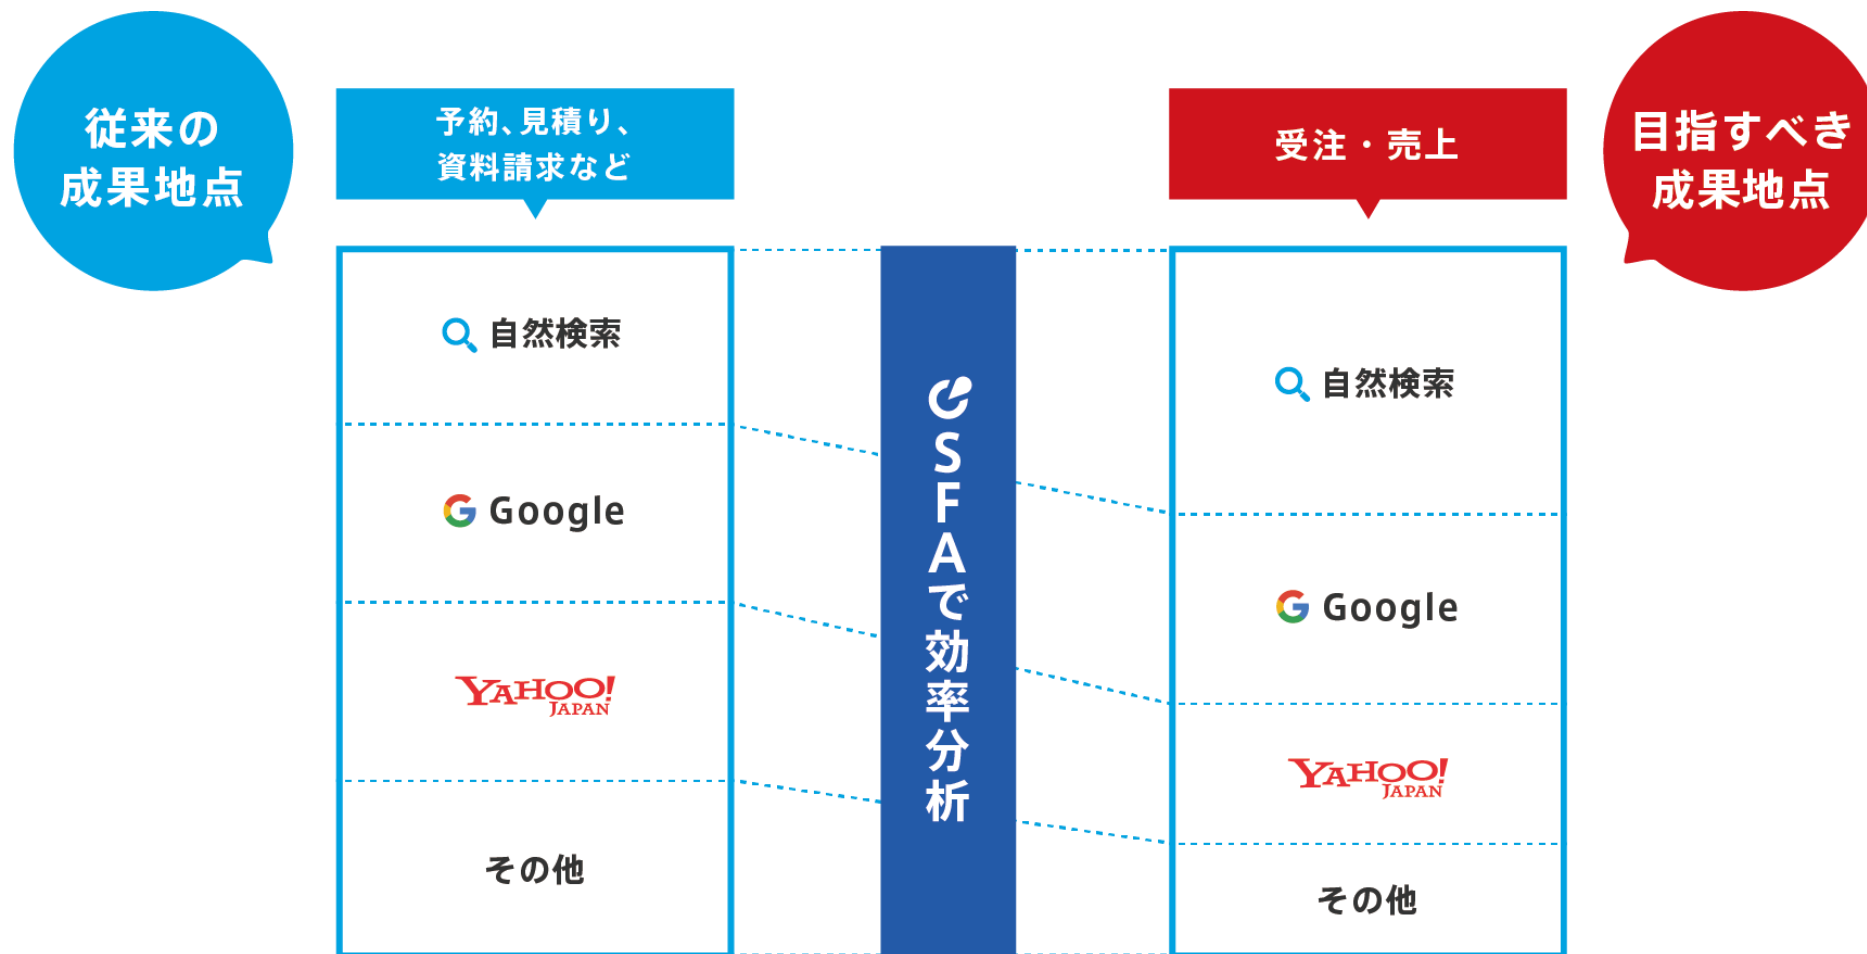 従来の
成果地点
予約、見積り、
資料請求など
自然検索
Google
YAHOO!
JAPAN
その他
SFAで効率分析
目指すべき
成果地点
受注・売上
自然検索
Google
YAHOO!
JAPAN
その他